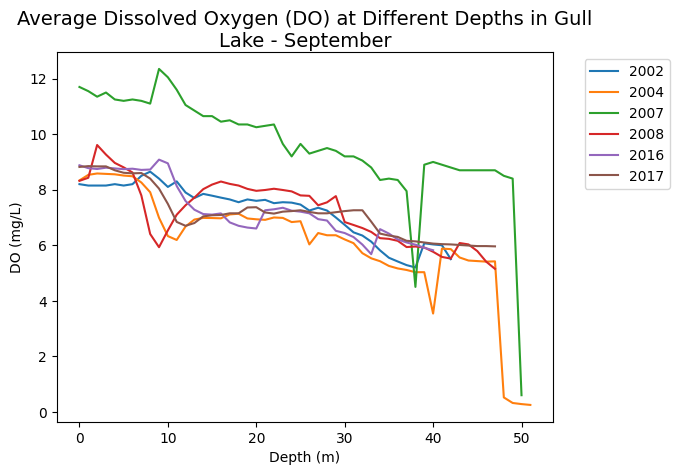 Average Dissolved Oxygen (DO) at Different Depths in Gull
Lake - September
DO (mg/L)
12
10
8
6
4
2
0
0 10 20 30 40 50
Depth (m)
2002
2004
2007
2008
2016
2017